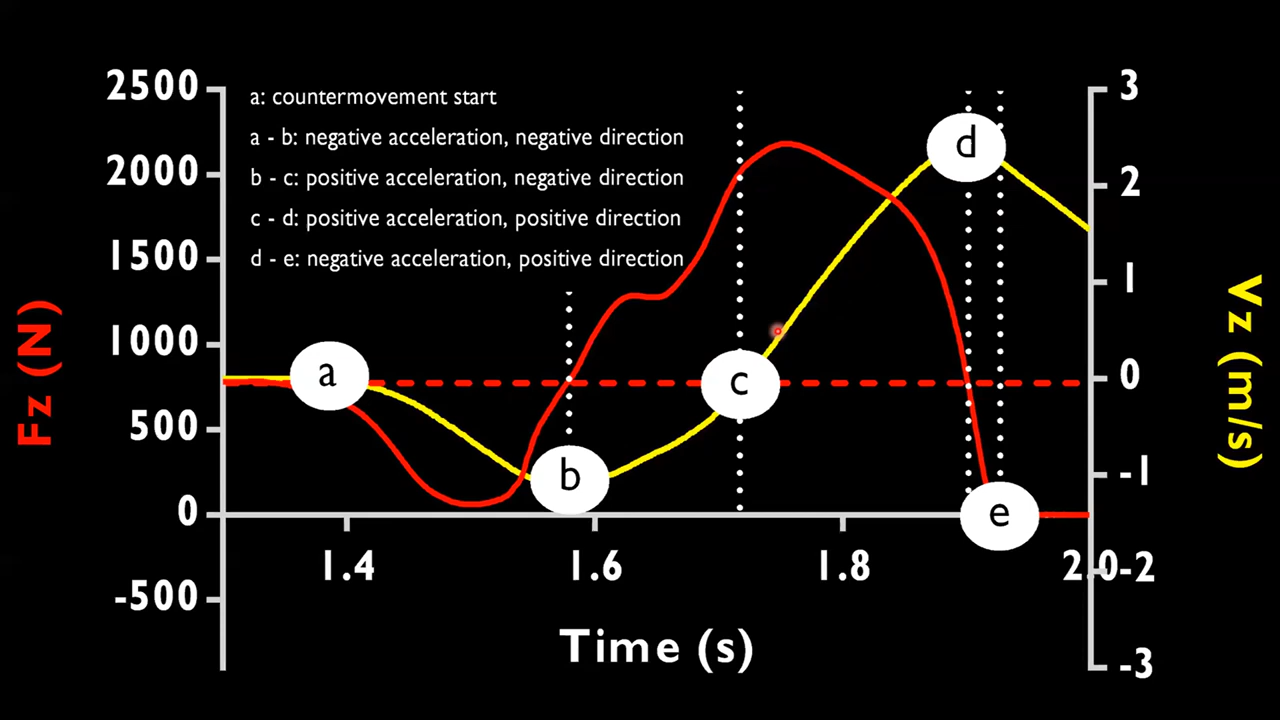 2500
2000
1500
1000
500
0
-500
Fz (N)
a: countermovement start
a - b: negative acceleration, negative direction
b - c: positive acceleration, negative direction
c - d: positive acceleration, positive direction
d - e: negative acceleration, positive direction
a
b
c
d
e
1.4
1.6
1.8
2.0
Time (s)
3
2
1
0
-1
-2
-3
Vz (m/s)